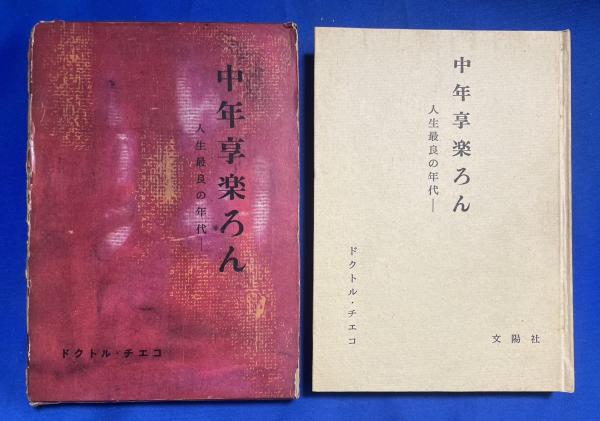 中年享楽ろん
人生最良の年代―
ドクトル・チエコ
中年享楽ろん
人生最良の年代―
ドクトル・チエコ
文陽社